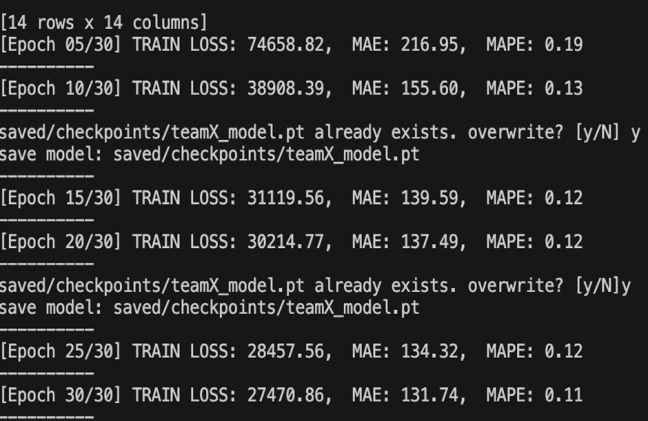 [14 rows x 14 columns]
[Epoch 05/30] TRAIN LOSS: 74658.82,  MAE: 216.95,  MAPE: 0.19
----------
[Epoch 10/30] TRAIN LOSS: 38908.39,  MAE: 155.60,  MAPE: 0.13
----------
saved/checkpoints/teamX_model.pt already exists. overwrite? [y/N] y
save model: saved/checkpoints/teamX_model.pt
----------
[Epoch 15/30] TRAIN LOSS: 31119.56,  MAE: 139.59,  MAPE: 0.12
----------
[Epoch 20/30] TRAIN LOSS: 30214.77,  MAE: 137.49,  MAPE: 0.12
----------
saved/checkpoints/teamX_model.pt already exists. overwrite? [y/N]y
save model: saved/checkpoints/teamX_model.pt
----------
[Epoch 25/30] TRAIN LOSS: 28457.56,  MAE: 134.32,  MAPE: 0.12
----------
[Epoch 30/30] TRAIN LOSS: 27470.86,  MAE: 131.74,  MAPE: 0.11
----------